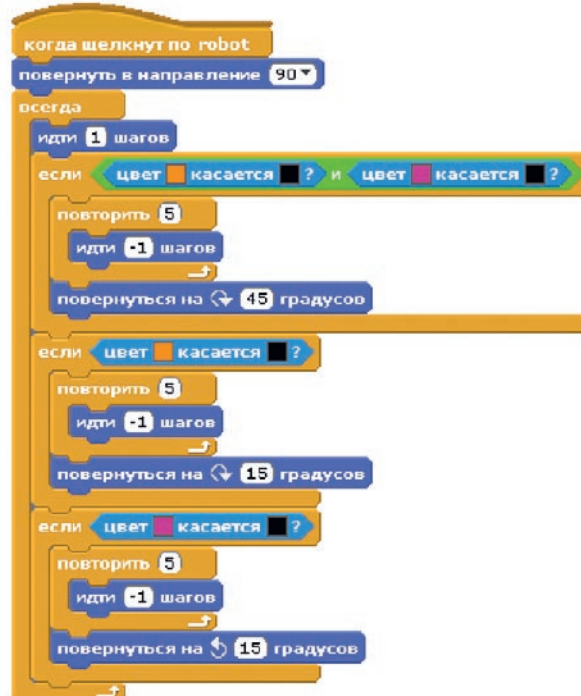 когда щелкнут по robot
повернуть в направление 90
всегда
идти 1 шагов
если цвет касается ? и цвет касается ?
повторить 5
идти -1 шагов
повернуться на 45 градусов
если цвет касается ?
повторить 5
идти -1 шагов
повернуться на 15 градусов
если цвет касается ?
повторить 5
идти -1 шагов
повернуться на 15 градусов